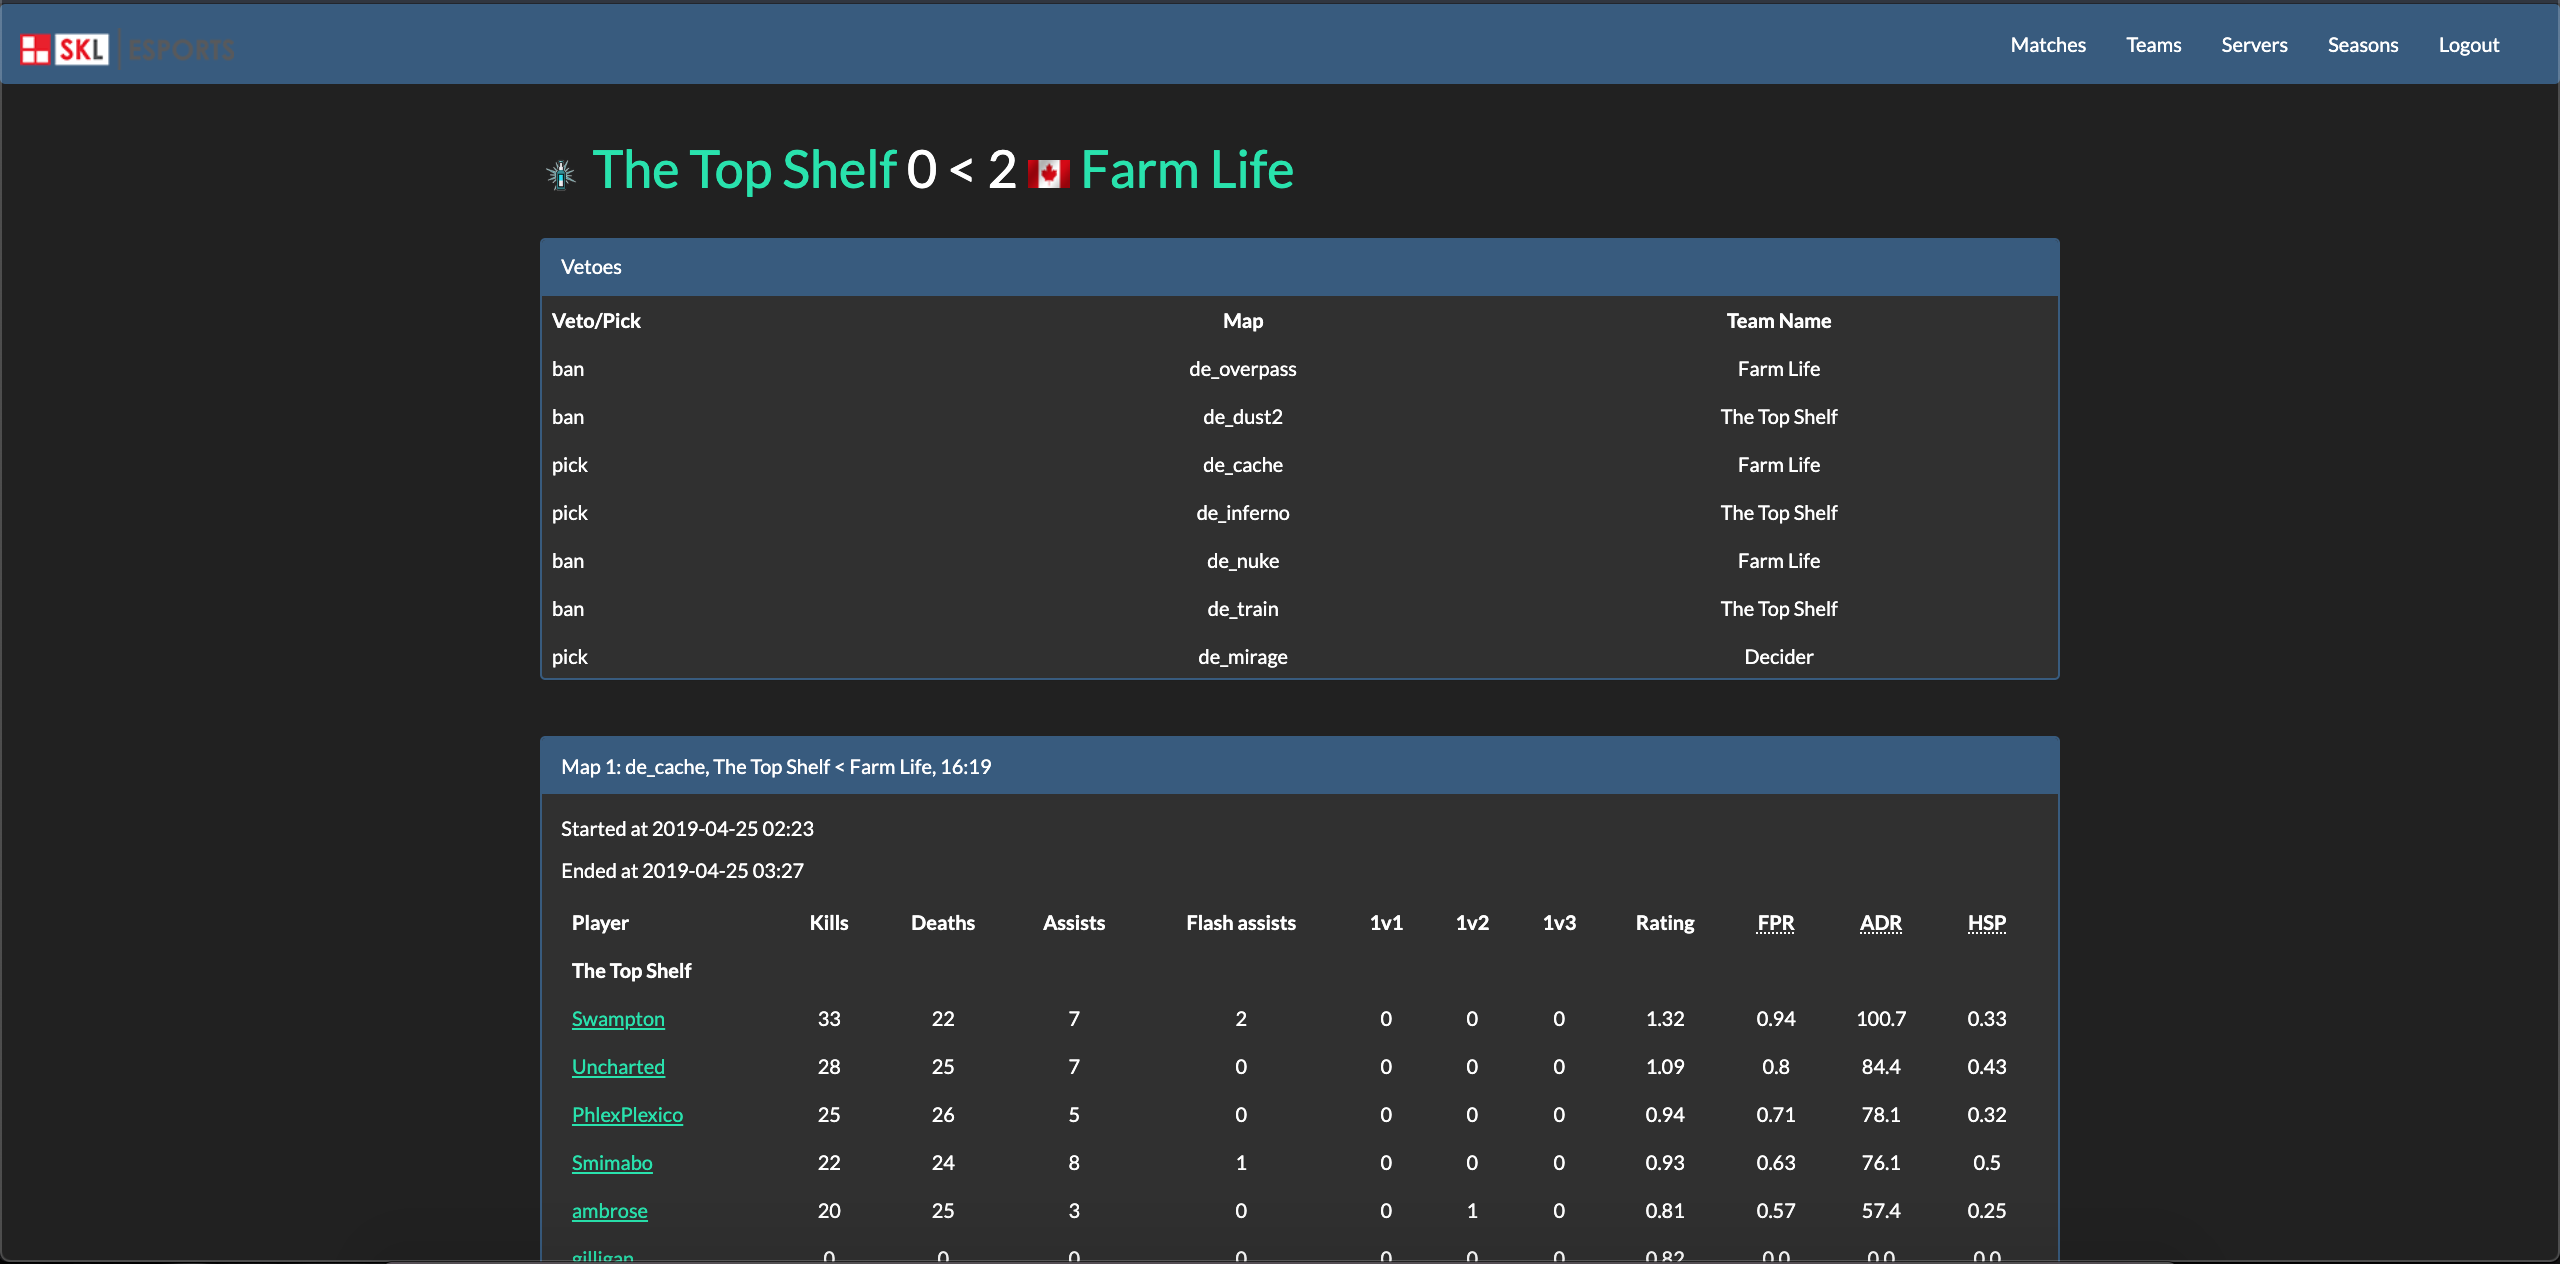 SKL ESPORTS Matches Teams Servers Seasons Logout
The Top Shelf 0 < 2 Farm Life
Vetoes
Veto/Pick Map Team Name
ban de_overpass Farm Life
ban de_dust2 The Top Shelf
pick de_cache Farm Life
pick de_inferno The Top Shelf
ban de_nuke Farm Life
ban de_train The Top Shelf
pick de_mirage Decider
Map 1: de_cache, The Top Shelf < Farm Life, 16:19
Started at 2019-04-25 02:23
Ended at 2019-04-25 03:27
Player Kills Deaths Assists Flash assists 1v1 1v2 1v3 Rating FPR ADR HSP
The Top Shelf
Swampton 33 22 7 2 0 0 0 1.32 0.94 100.7 0.33
Uncharted 28 25 7 0 0 0 0 1.09 0.8 84.4 0.43
PhlexPlexico 25 26 5 0 0 0 0 0.94 0.71 78.1 0.32
Smimabo 22 24 8 1 0 0 0 0.93 0.63 76.1 0.5
ambrose 20 25 3 0 0 1 0 0.81 0.57 57.4 0.25
gilligan 0 0 0 0 0 0 0 0.82 0.0 0.0 0.0